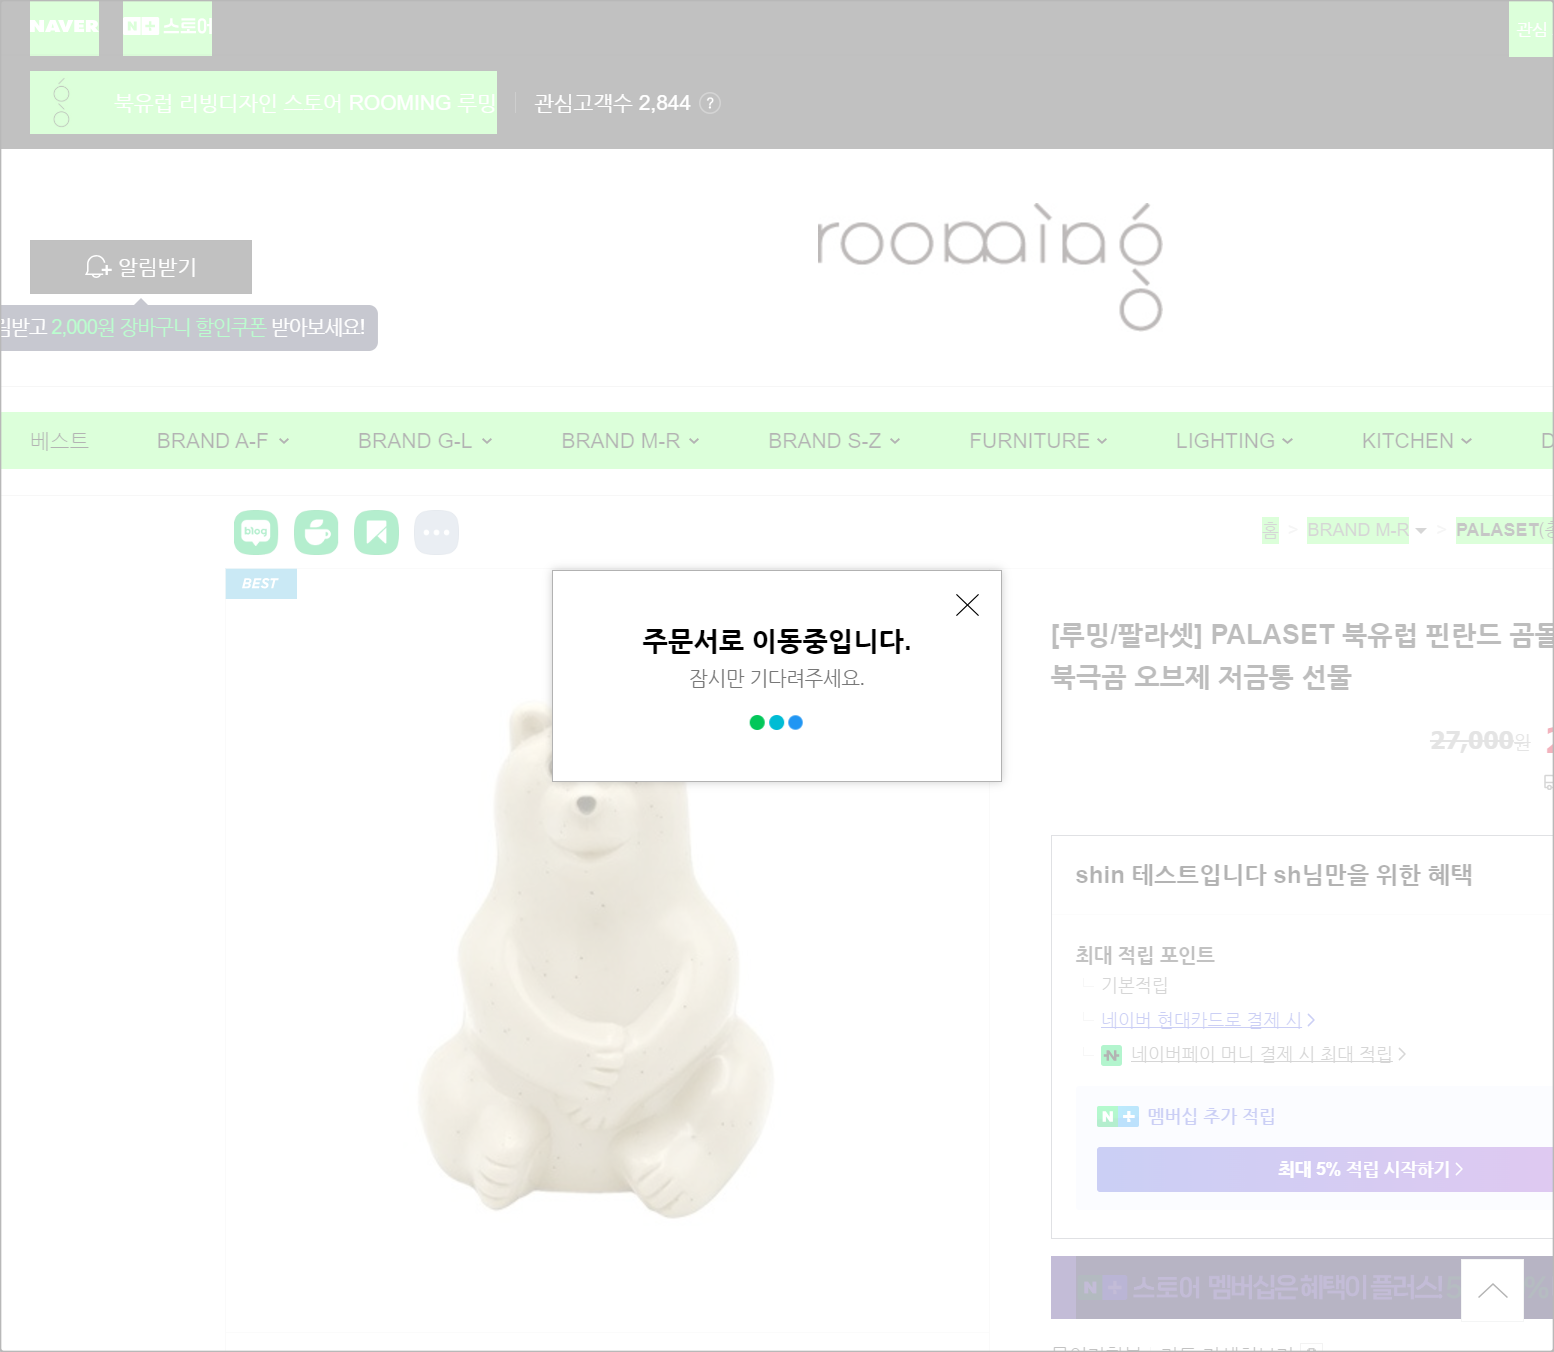 NAVER N+ 스토어 관심
북유럽 리빙디자인 스토어 ROOMING 루밍 관심고객수 2,844 ?
rooming
알림받기
림받고 2,000원 장바구니 할인쿠폰 받아보세요!
베스트 BRAND A-F BRAND G-L BRAND M-R BRAND S-Z FURNITURE LIGHTING KITCHEN D
blog 홈 > BRAND M-R > PALASET(총
BEST
주문서로 이동중입니다.
잠시만 기다려주세요.
[루밍/팔라셋] PALASET 북유럽 핀란드 곰돌
북극곰 오브제 저금통 선물
27,000원 2
shin 테스트입니다 sh님만을 위한 혜택
최대 적립 포인트
기본적립
네이버 현대카드로 결제 시 >
N 네이버페이 머니 결제 시 최대 적립 >
N+ 멤버십 추가 적립
최대 5% 적립 시작하기 >
N+ 스토어 멤버십은 혜택이 플러스!